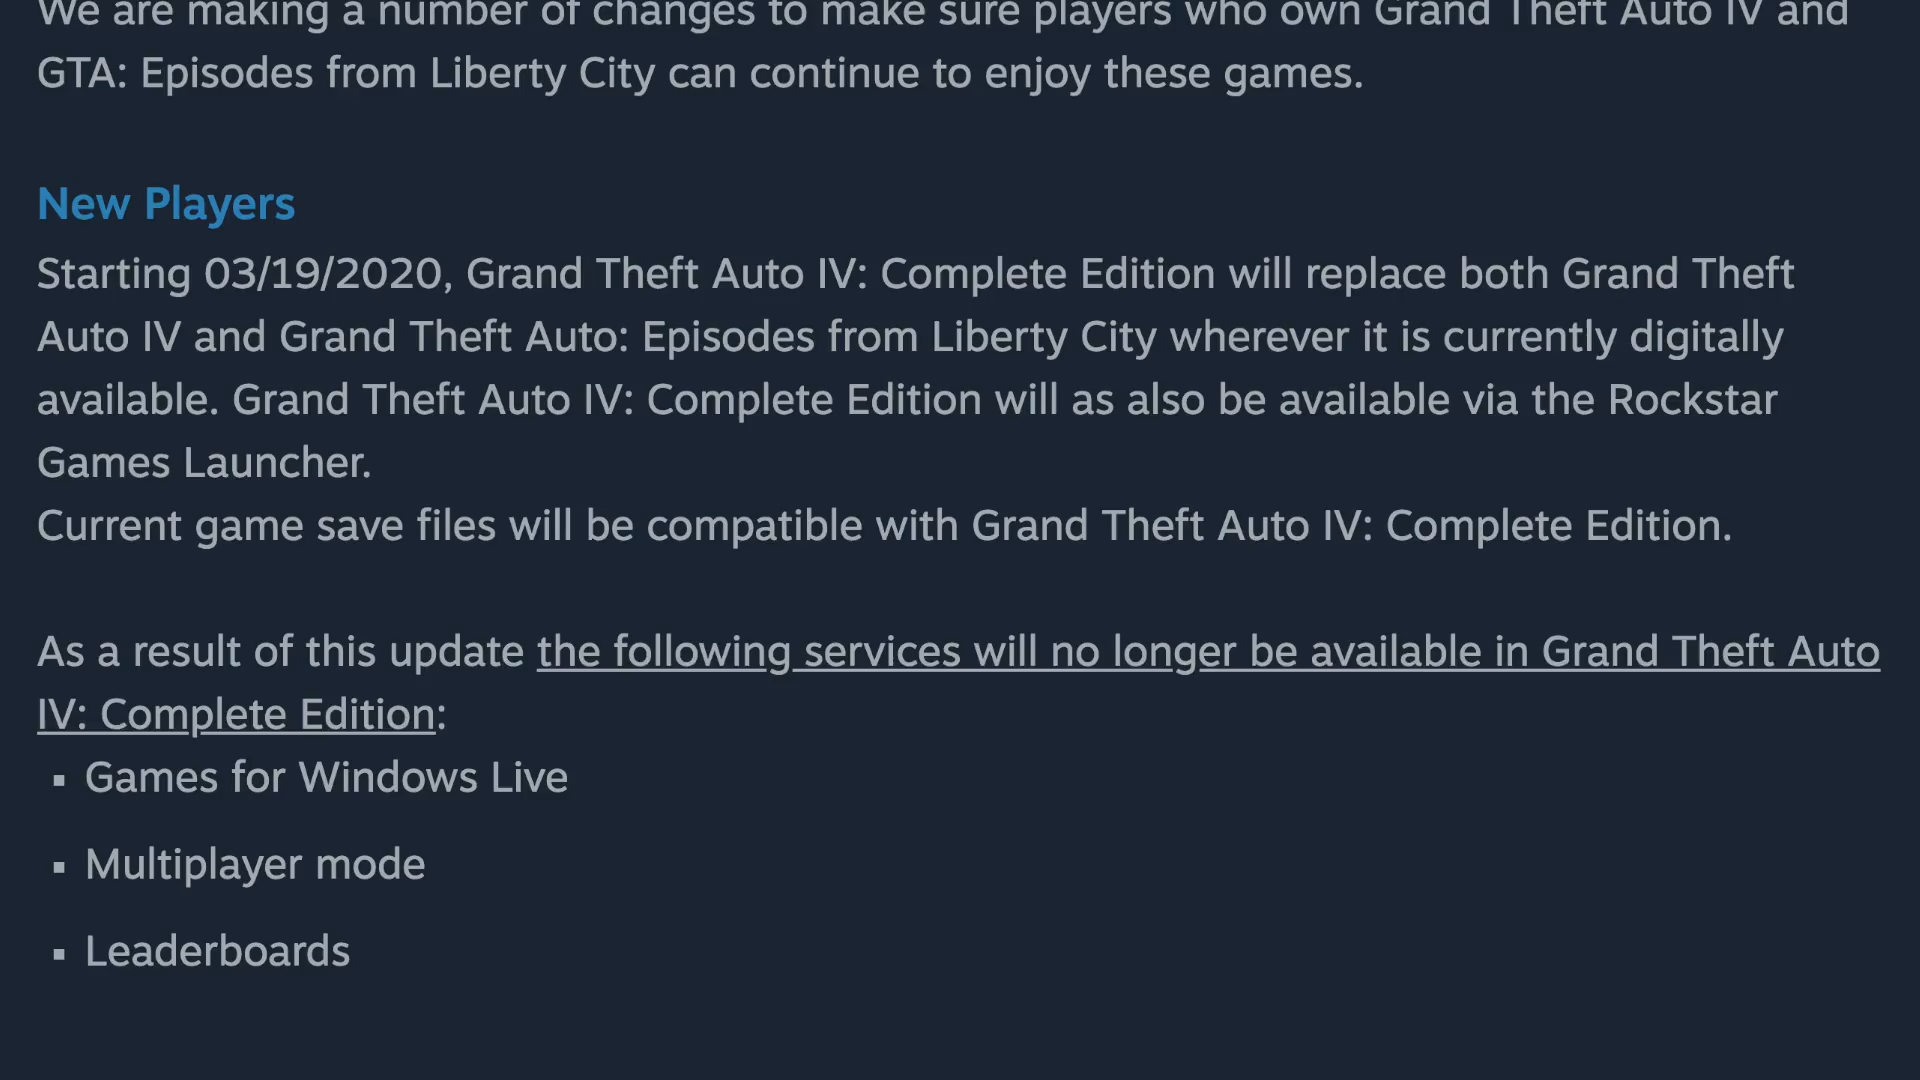 We are making a number of changes to make sure players who own Grand Theft Auto IV and
GTA: Episodes from Liberty City can continue to enjoy these games.
New Players
Starting 03/19/2020, Grand Theft Auto IV: Complete Edition will replace both Grand Theft
Auto IV and Grand Theft Auto: Episodes from Liberty City wherever it is currently digitally
available. Grand Theft Auto IV: Complete Edition will as also be available via the Rockstar
Games Launcher.
Current game save files will be compatible with Grand Theft Auto IV: Complete Edition.
As a result of this update the following services will no longer be available in Grand Theft Auto
IV: Complete Edition:
▪ Games for Windows Live
▪ Multiplayer mode
▪ Leaderboards